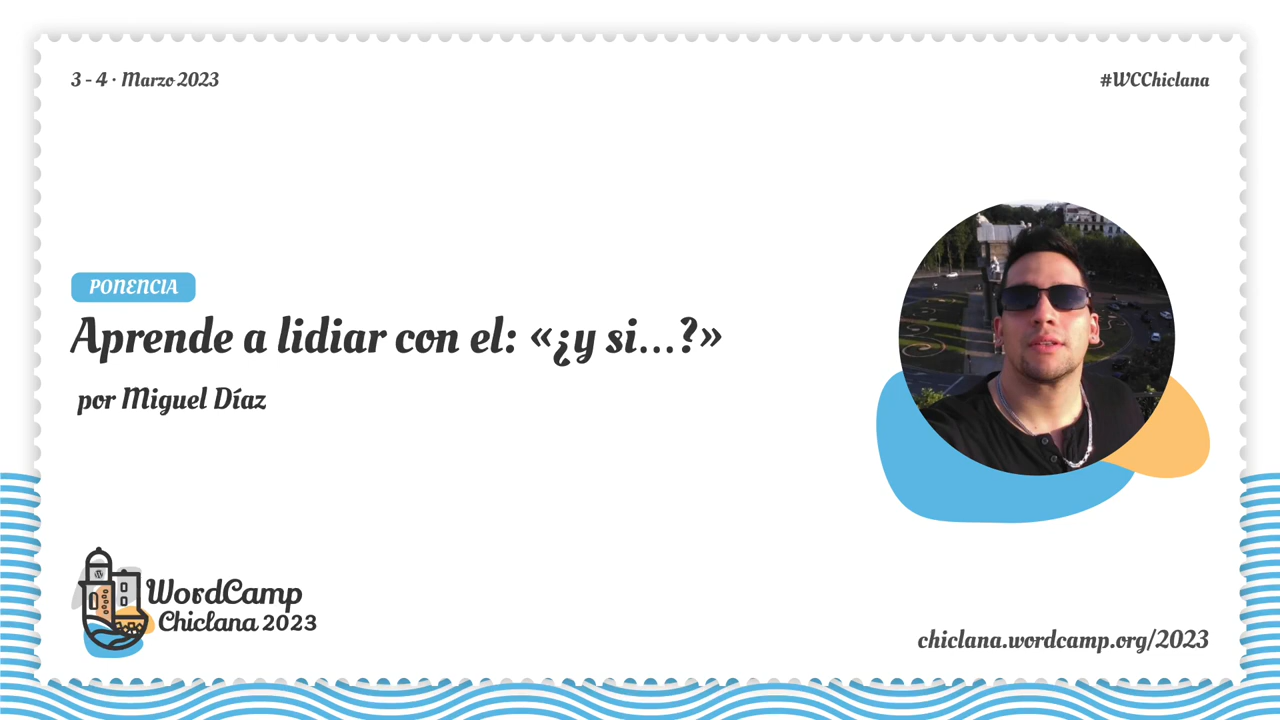 3 - 4 · Marzo 2023
#WCChiclana
PONENCIA
Aprende a lidiar con el: «¿y si...?»
por Miguel Díaz
WordCamp
Chiclana 2023
chiclana.wordcamp.org/2023